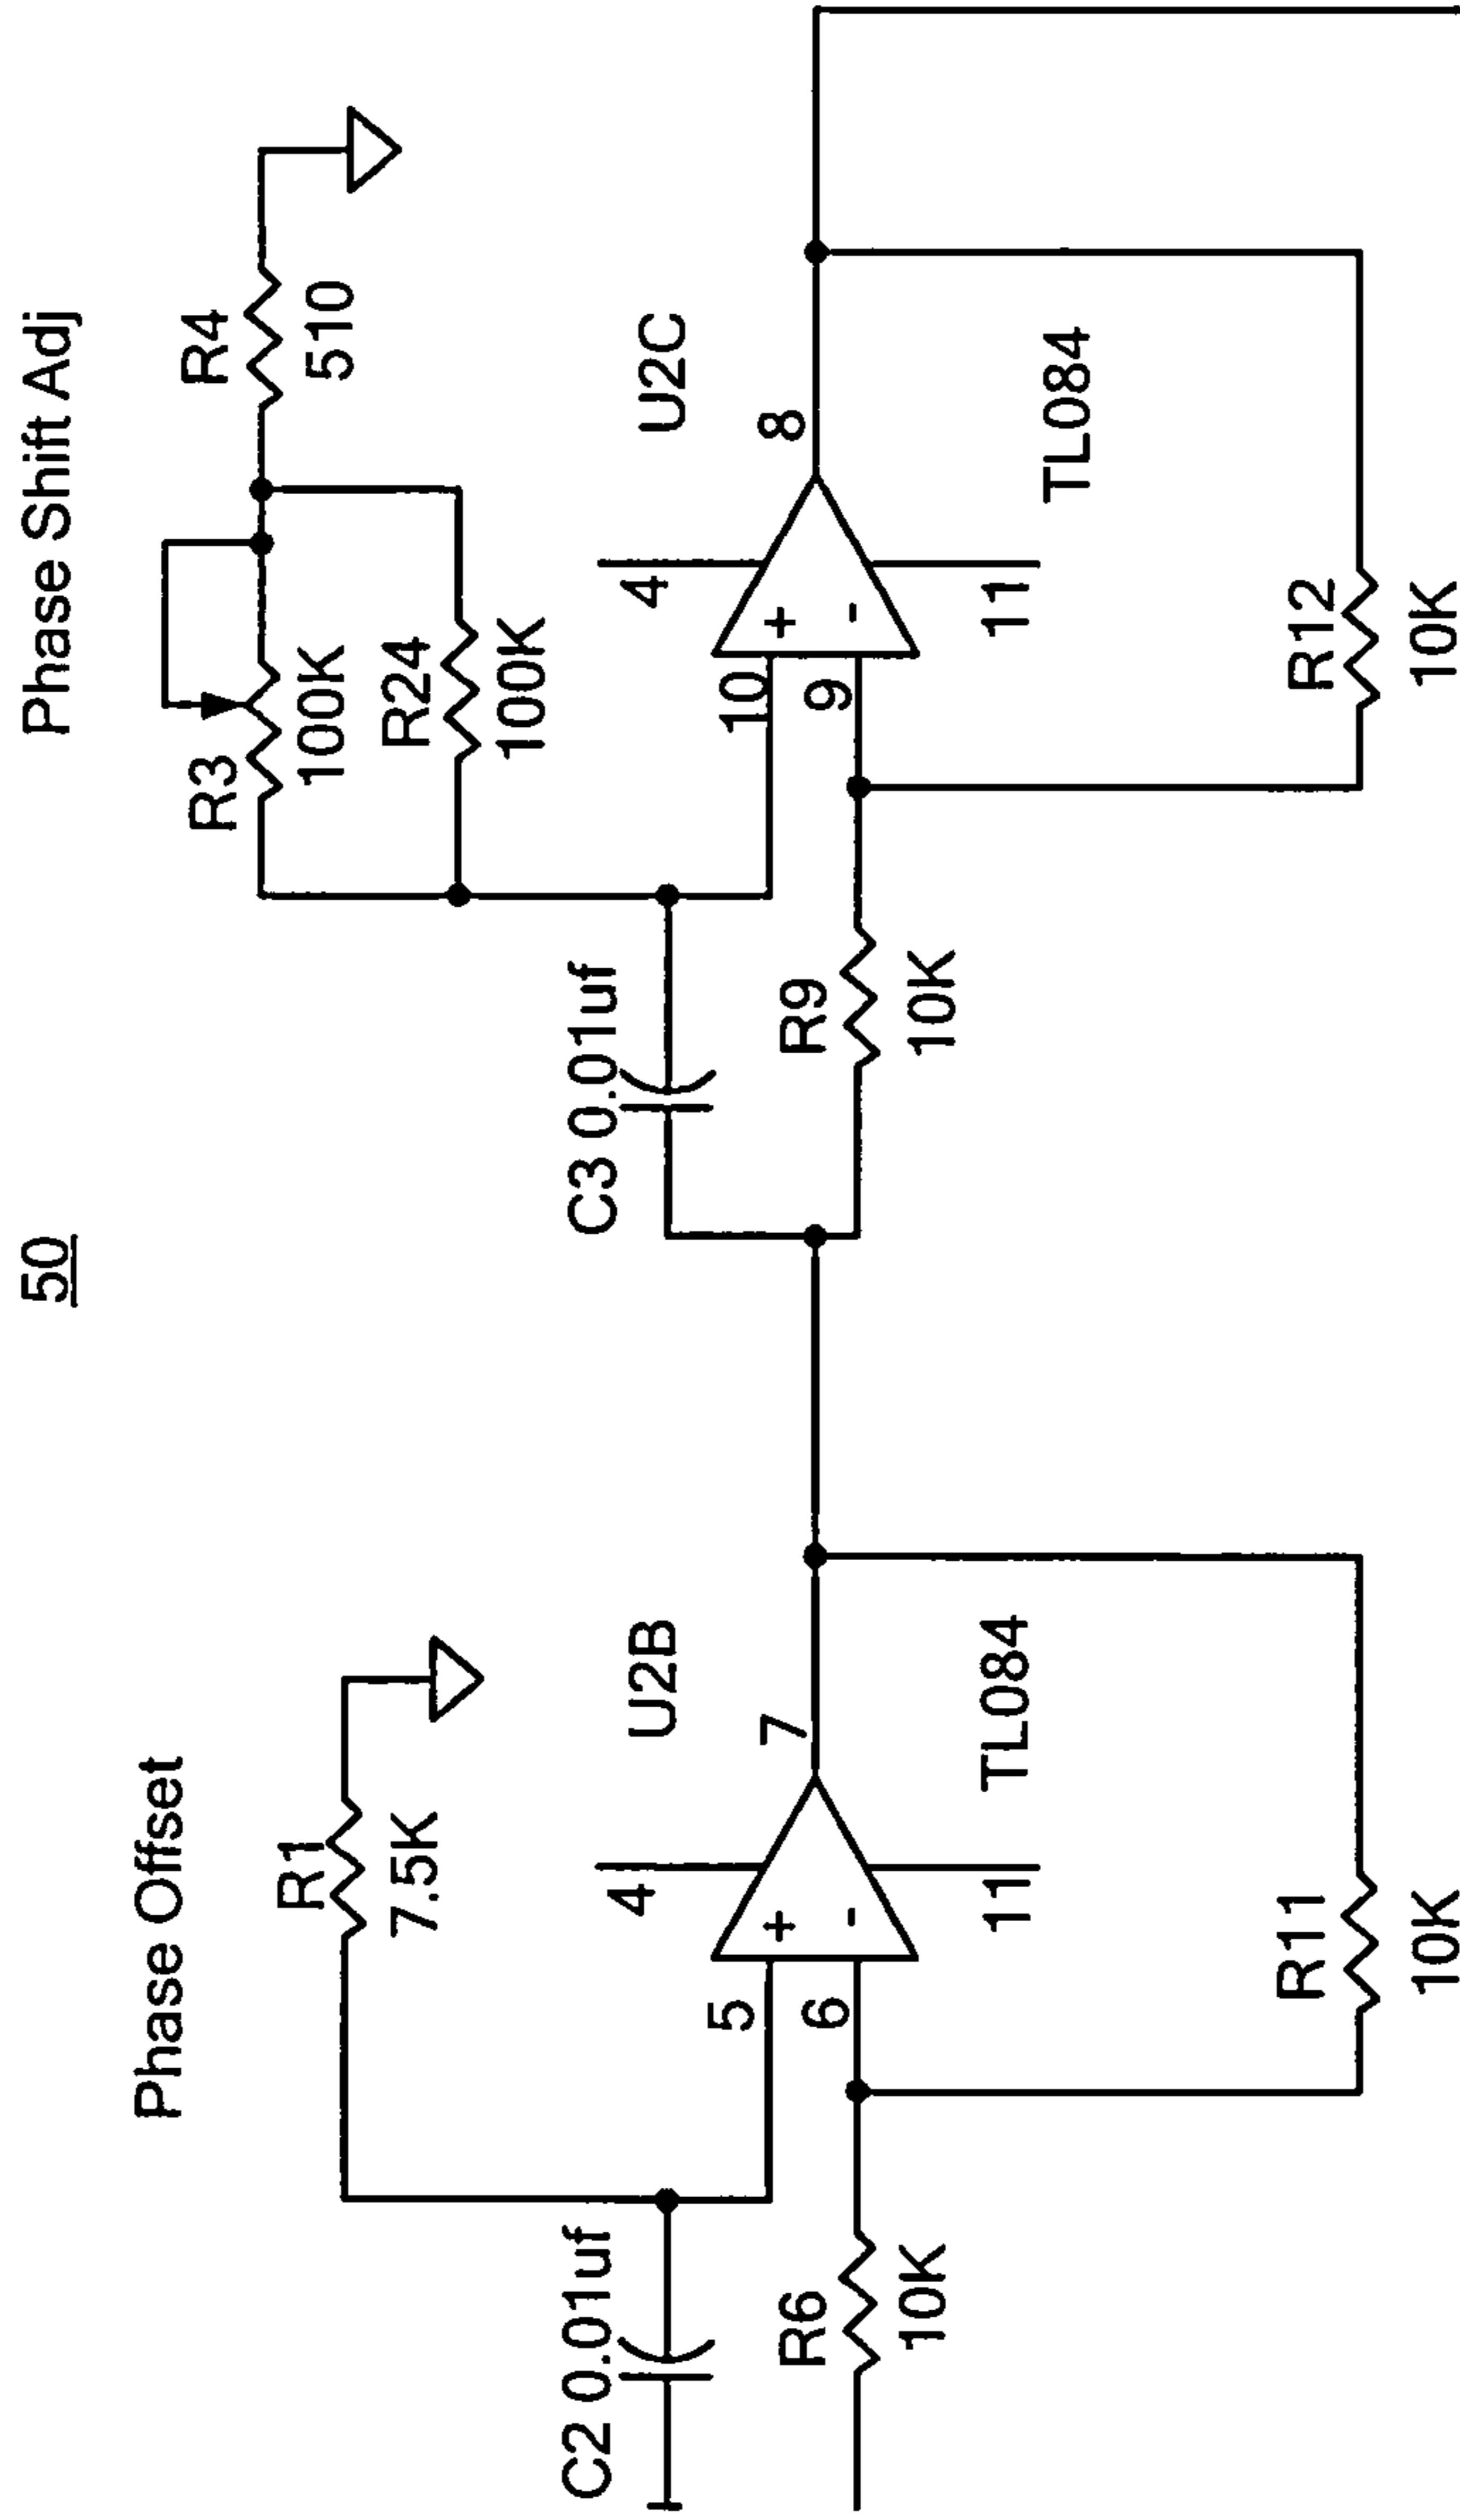 50
Phase Offset
Phase Shift Adj
R1
7.5K
C2 0.01uf
R6
10K
5
6
+
-
4
11
7
U2B
TL084
R11
10K
C3 0.01uf
R9
10K
R3
100K
R24
100K
R4
510
10
9
+
-
4
11
8
U2C
TL084
R12
10K